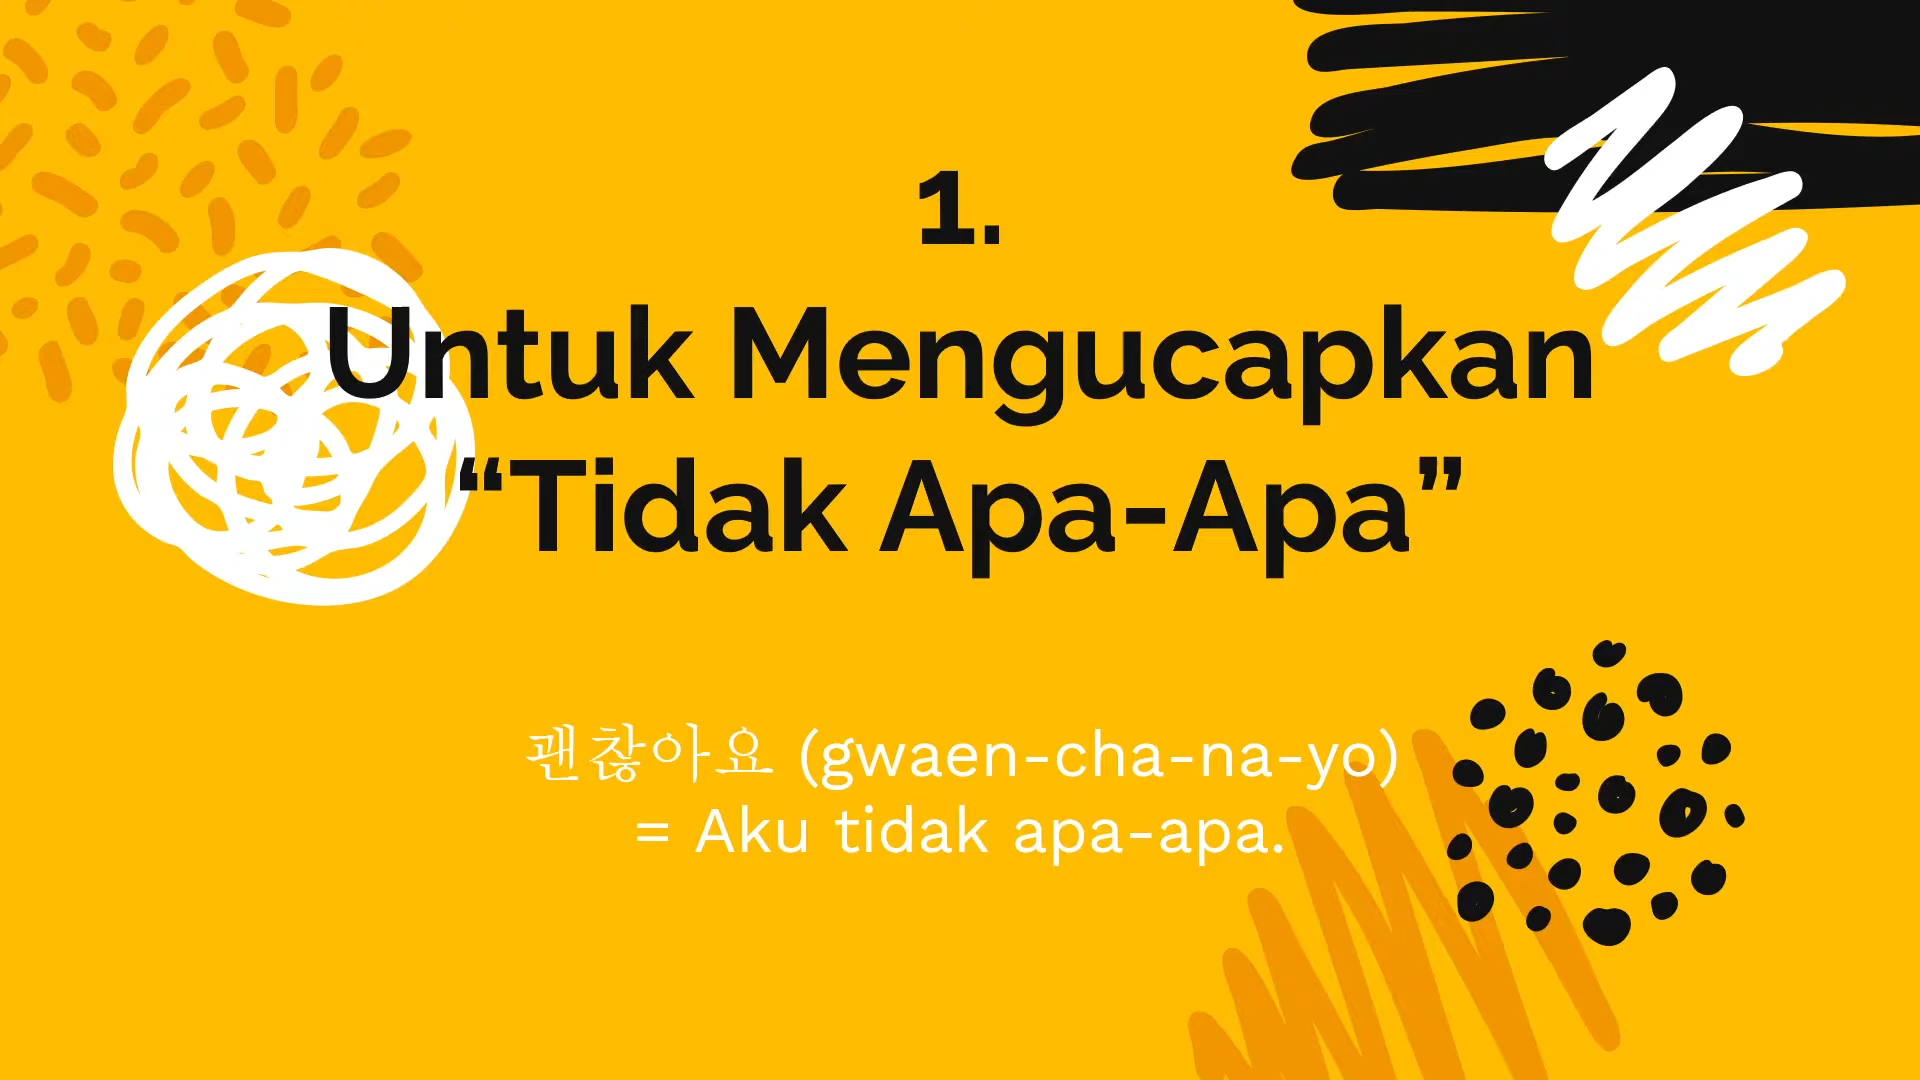 1.
Untuk Mengucapkan
“Tidak Apa-Apa”
괜찮아요 (gwaen-cha-na-yo)
= Aku tidak apa-apa.